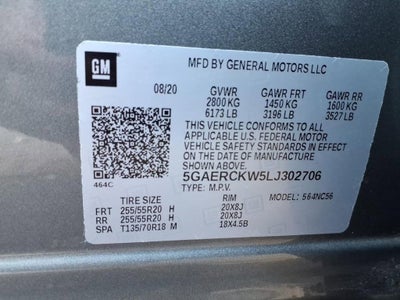 GM
MFD BY GENERAL MOTORS LLC
08/20 GVWR GAWR FRT GAWR RR
2800 KG 1450 KG 1600 KG
6173 LB 3196 LB 3527 LB
THIS VEHICLE CONFORMS TO ALL
APPLICABLE U.S. FEDERAL MOTOR
VEHICLE SAFETY STANDARDS IN
EFFECT ON THE DATE OF MANUFACTURE
SHOWN ABOVE.
5GAERCKW5LJ302706
464C
TYPE: M.P.V. MODEL: 564NC56
TIRE SIZE RIM
FRT 255/55R20 H 20X8J
RR 255/55R20 H 20X8J
SPA T135/70R18 M 18X4.5B